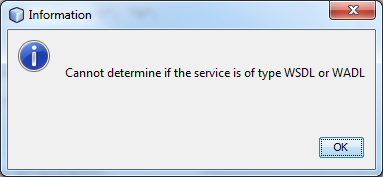 Information
Cannot determine if the service is of type WSDL or WADL
OK